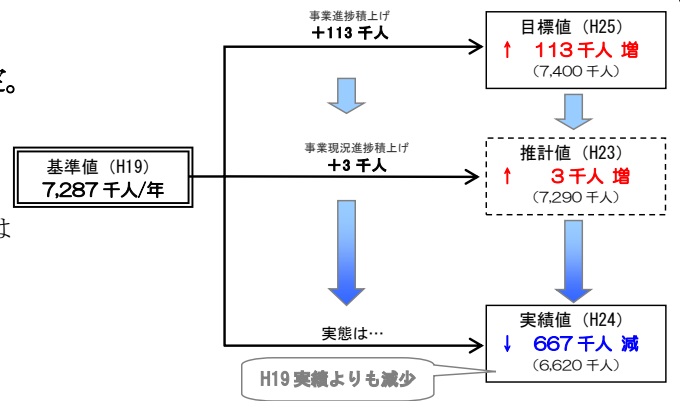 事業進捗積上げ
+113 千人
目標値（H25）
↑ 113 千人 増
（7,400 千人）
定。
基準値（H19）
7,287 千人/年
事業現況進捗積上げ
+3 千人
推計値（H23）
↑ 3 千人 増
（7,290 千人）
は
実態は…
実績値（H24）
↓ 667 千人 減
（6,620 千人）
H19 実績よりも減少